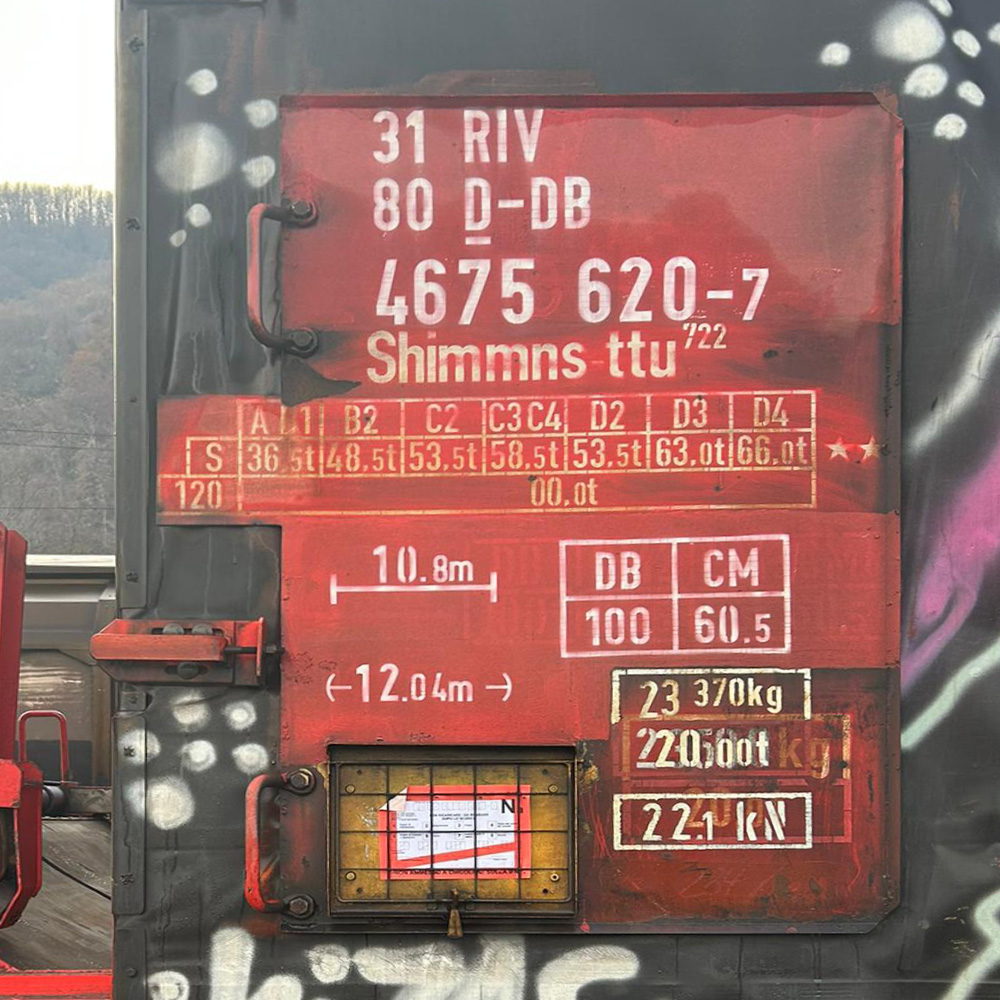 31 RIV
80 D-DB
4675 620-7
Shimmns-ttu 722
A B1 B2 C2 C3 C4 D2 D3 D4
S 36.5t 48.5t 53.5t 58.5t 53.5t 63.0t 66.0t ★★
120 00.0t
10.8m
DB CM
100 60.5
12.04m
23 370kg
kg
22.1 kN